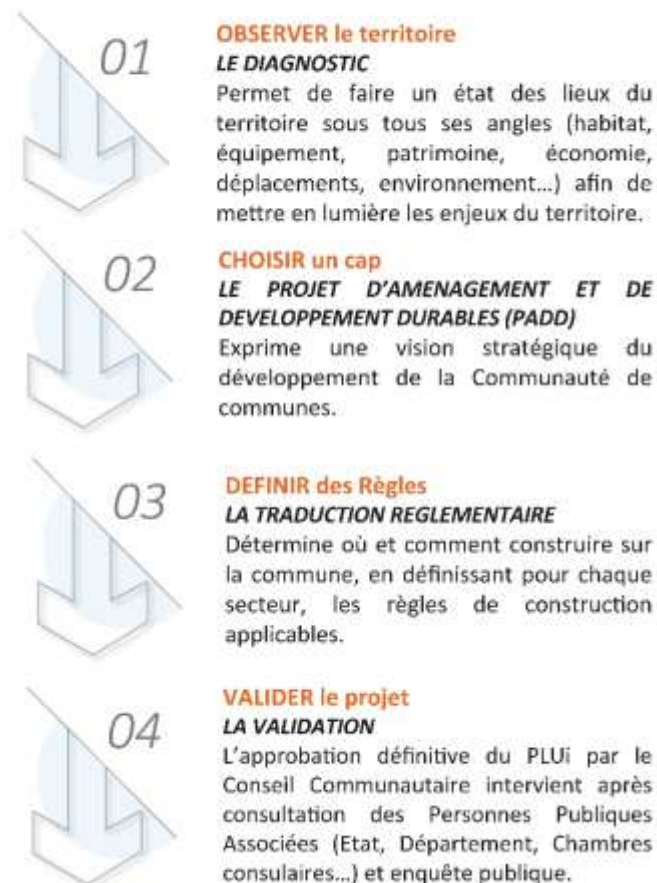 01
OBSERVER le territoire
LE DIAGNOSTIC
Permet de faire un état des lieux du
territoire sous tous ses angles (habitat,
équipement, patrimoine, économie,
déplacements, environnement…) afin de
mettre en lumière les enjeux du territoire.
02
CHOISIR un cap
LE PROJET D'AMENAGEMENT ET DE
DEVELOPPEMENT DURABLES (PADD)
Exprime une vision stratégique du
développement de la Communauté de
communes.
03
DEFINIR des Règles
LA TRADUCTION REGLEMENTAIRE
Détermine où et comment construire sur
la commune, en définissant pour chaque
secteur, les règles de construction
applicables.
04
VALIDER le projet
LA VALIDATION
L'approbation définitive du PLUi par le
Conseil Communautaire intervient après
consultation des Personnes Publiques
Associées (Etat, Département, Chambres
consulaires…) et enquête publique.